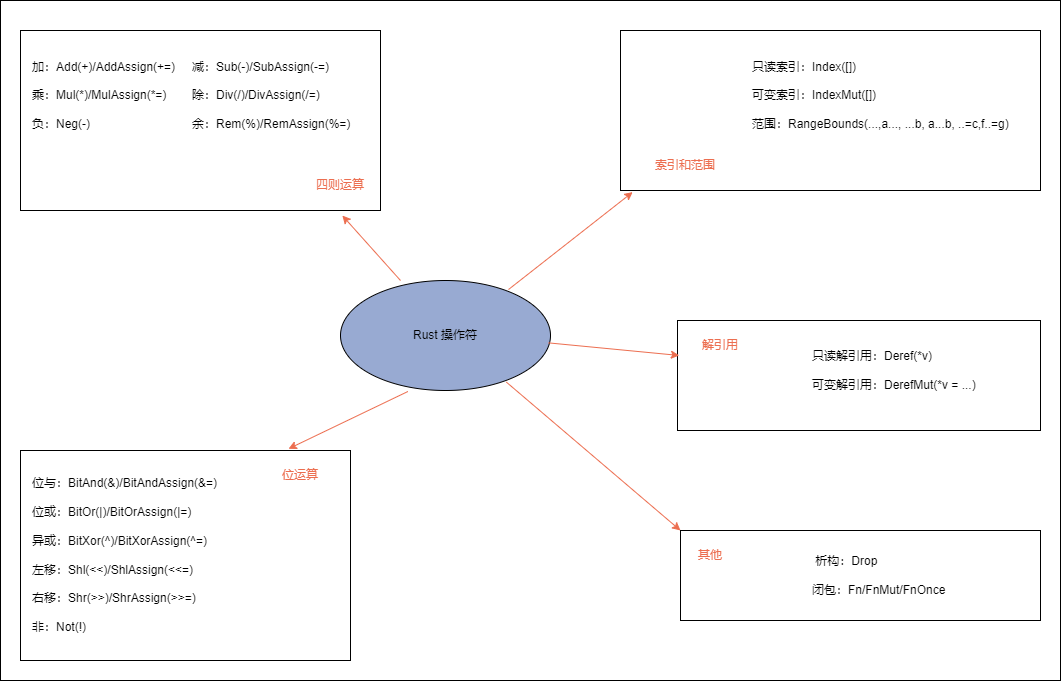 加：Add(+)/AddAssign(+=) 减：Sub(-)/SubAssign(-=)
乘：Mul(*)/MulAssign(*=) 除：Div(/)/DivAssign(/=)
负：Neg(-) 余：Rem(%)/RemAssign(%=)
四则运算
只读索引：Index([])
可变索引：IndexMut([])
范围：RangeBounds(...,a..., ...b, a...b, ..=c,f..=g)
索引和范围
Rust 操作符
解引用
只读解引用：Deref(*v)
可变解引用：DerefMut(*v = ...)
位运算
位与：BitAnd(&)/BitAndAssign(&=)
位或：BitOr(|)/BitOrAssign(|=)
异或：BitXor(^)/BitXorAssign(^=)
左移：Shl(<<)/ShlAssign(<<=)
右移：Shr(>>)/ShrAssign(>>=)
非：Not(!)
其他
析构：Drop
闭包：Fn/FnMut/FnOnce